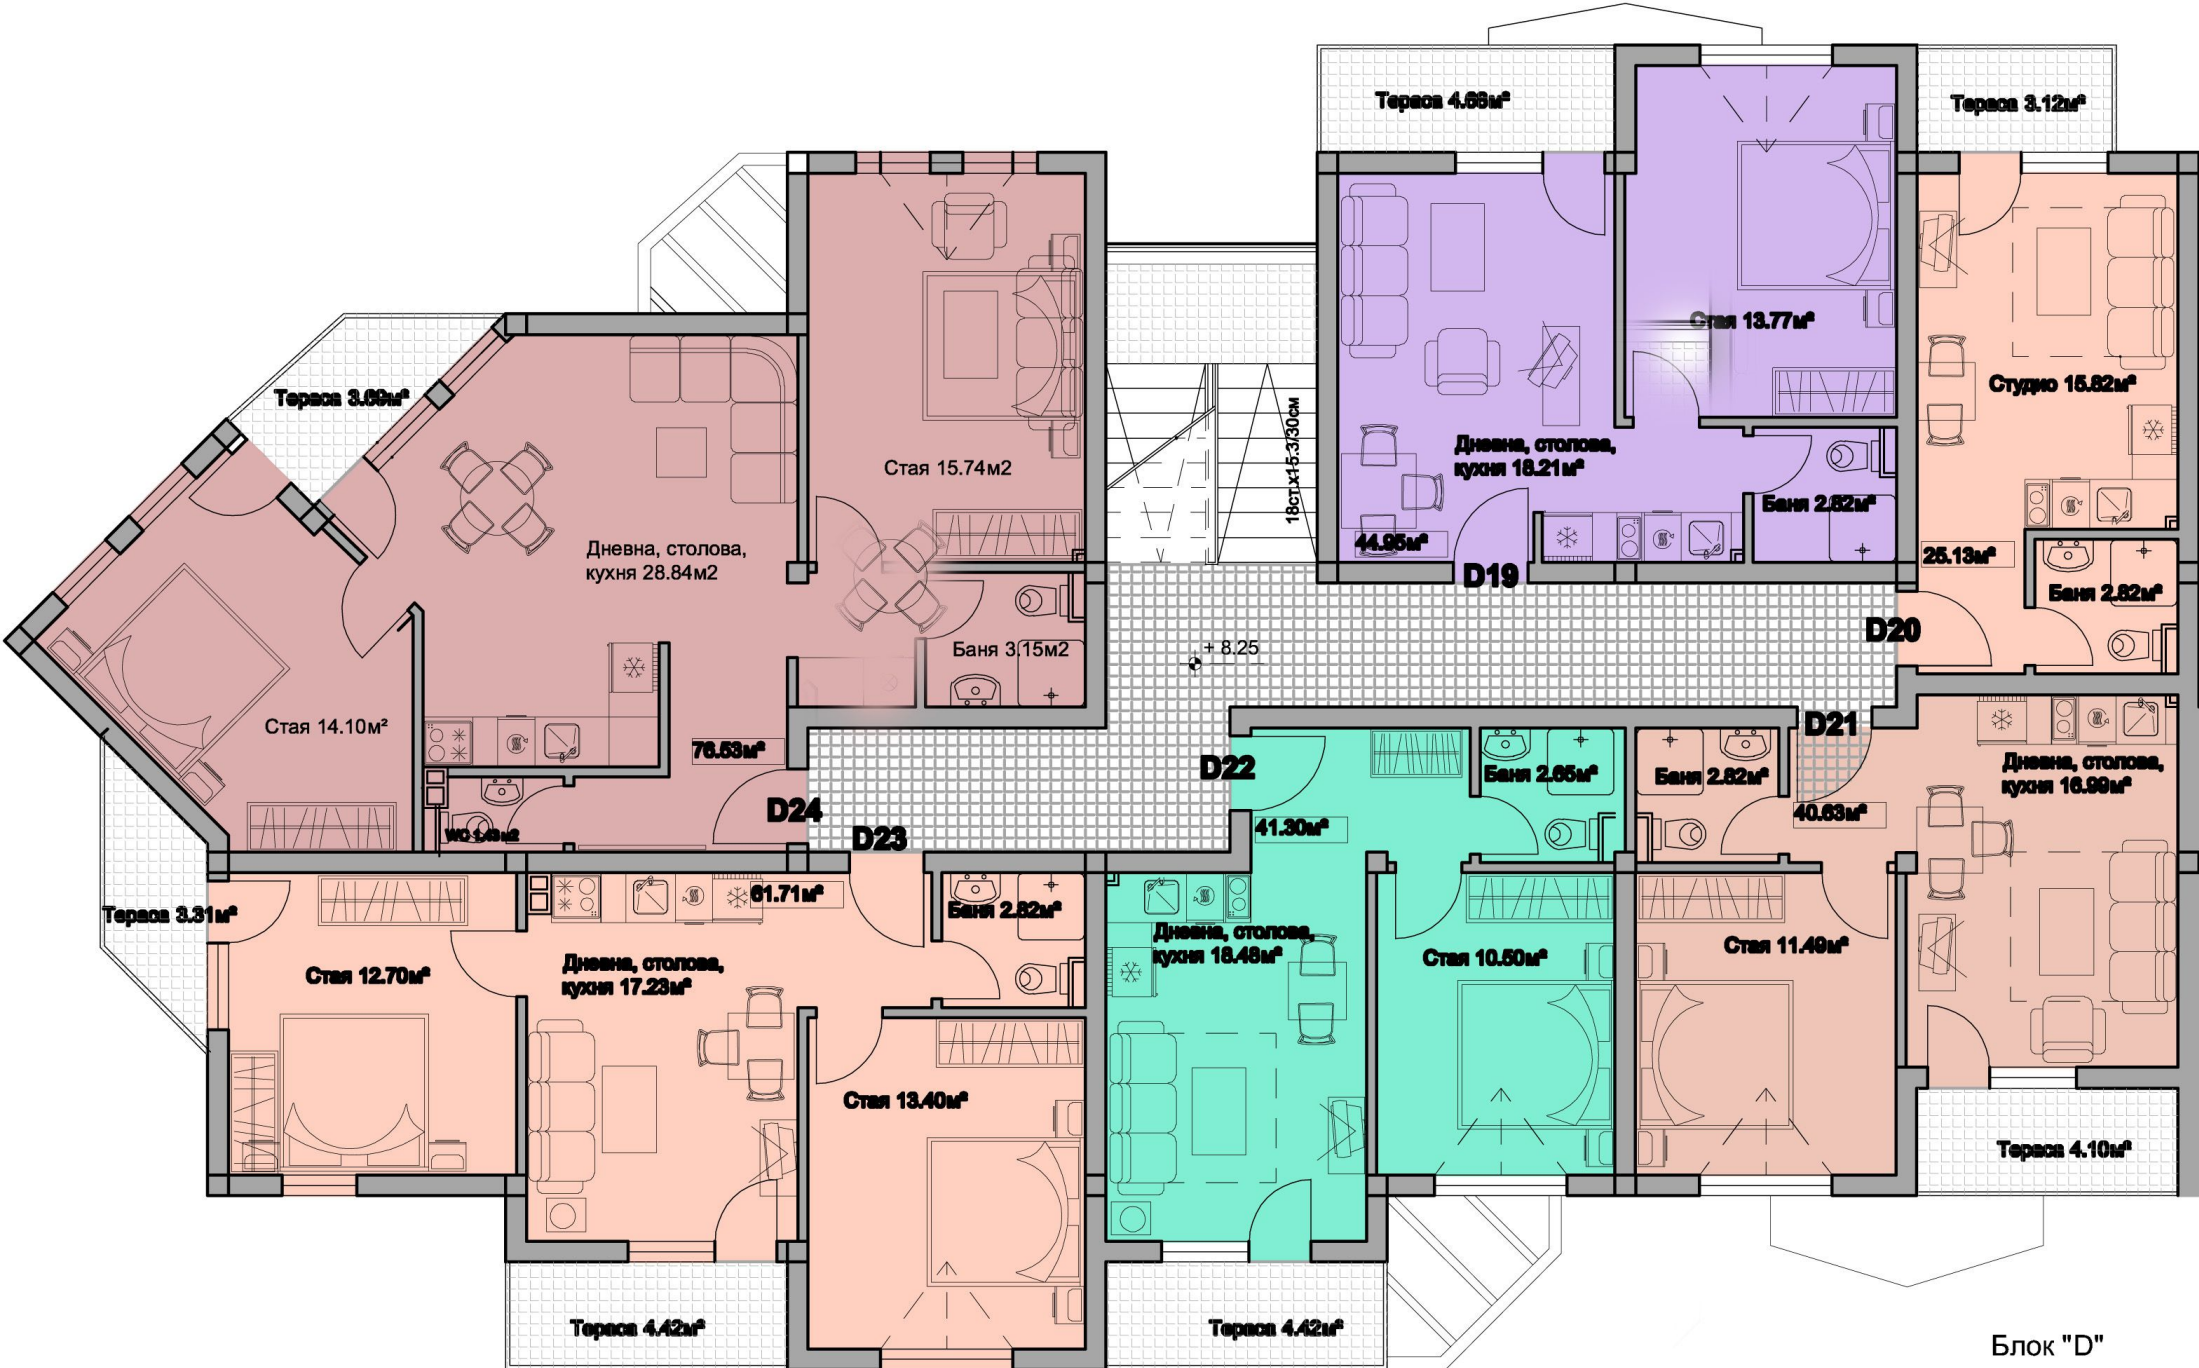 Тераса 4.68м²
Тераса 3.12м²
Стая 13.77м²
Студио 15.82м²
Тераса 3.69м²
18ст.х15.3/30см
Дневна, столова,
кухня 18.21м²
Стая 15.74м2
Баня 2.82м²
44.95м²
D19
25.13м²
Дневна, столова,
кухня 28.84м2
Баня 2.82м²
D20
Баня 3.15м2
+ 8.25
Стая 14.10м²
D21
76.53м²
D22
Баня 2.65м²
Баня 2.82м²
Дневна, столова,
кухня 16.99м²
D24
40.63м²
41.30м²
WC 1.43м2
D23
61.71м²
Баня 2.82м²
Тераса 3.31м²
Дневна, столова,
кухня 18.48м²
Стая 11.49м²
Стая 10.50м²
Стая 12.70м²
Дневна, столова,
кухня 17.23м²
Стая 13.40м²
Тераса 4.10м²
Тераса 4.42м²
Тераса 4.42м²
Блок "D"